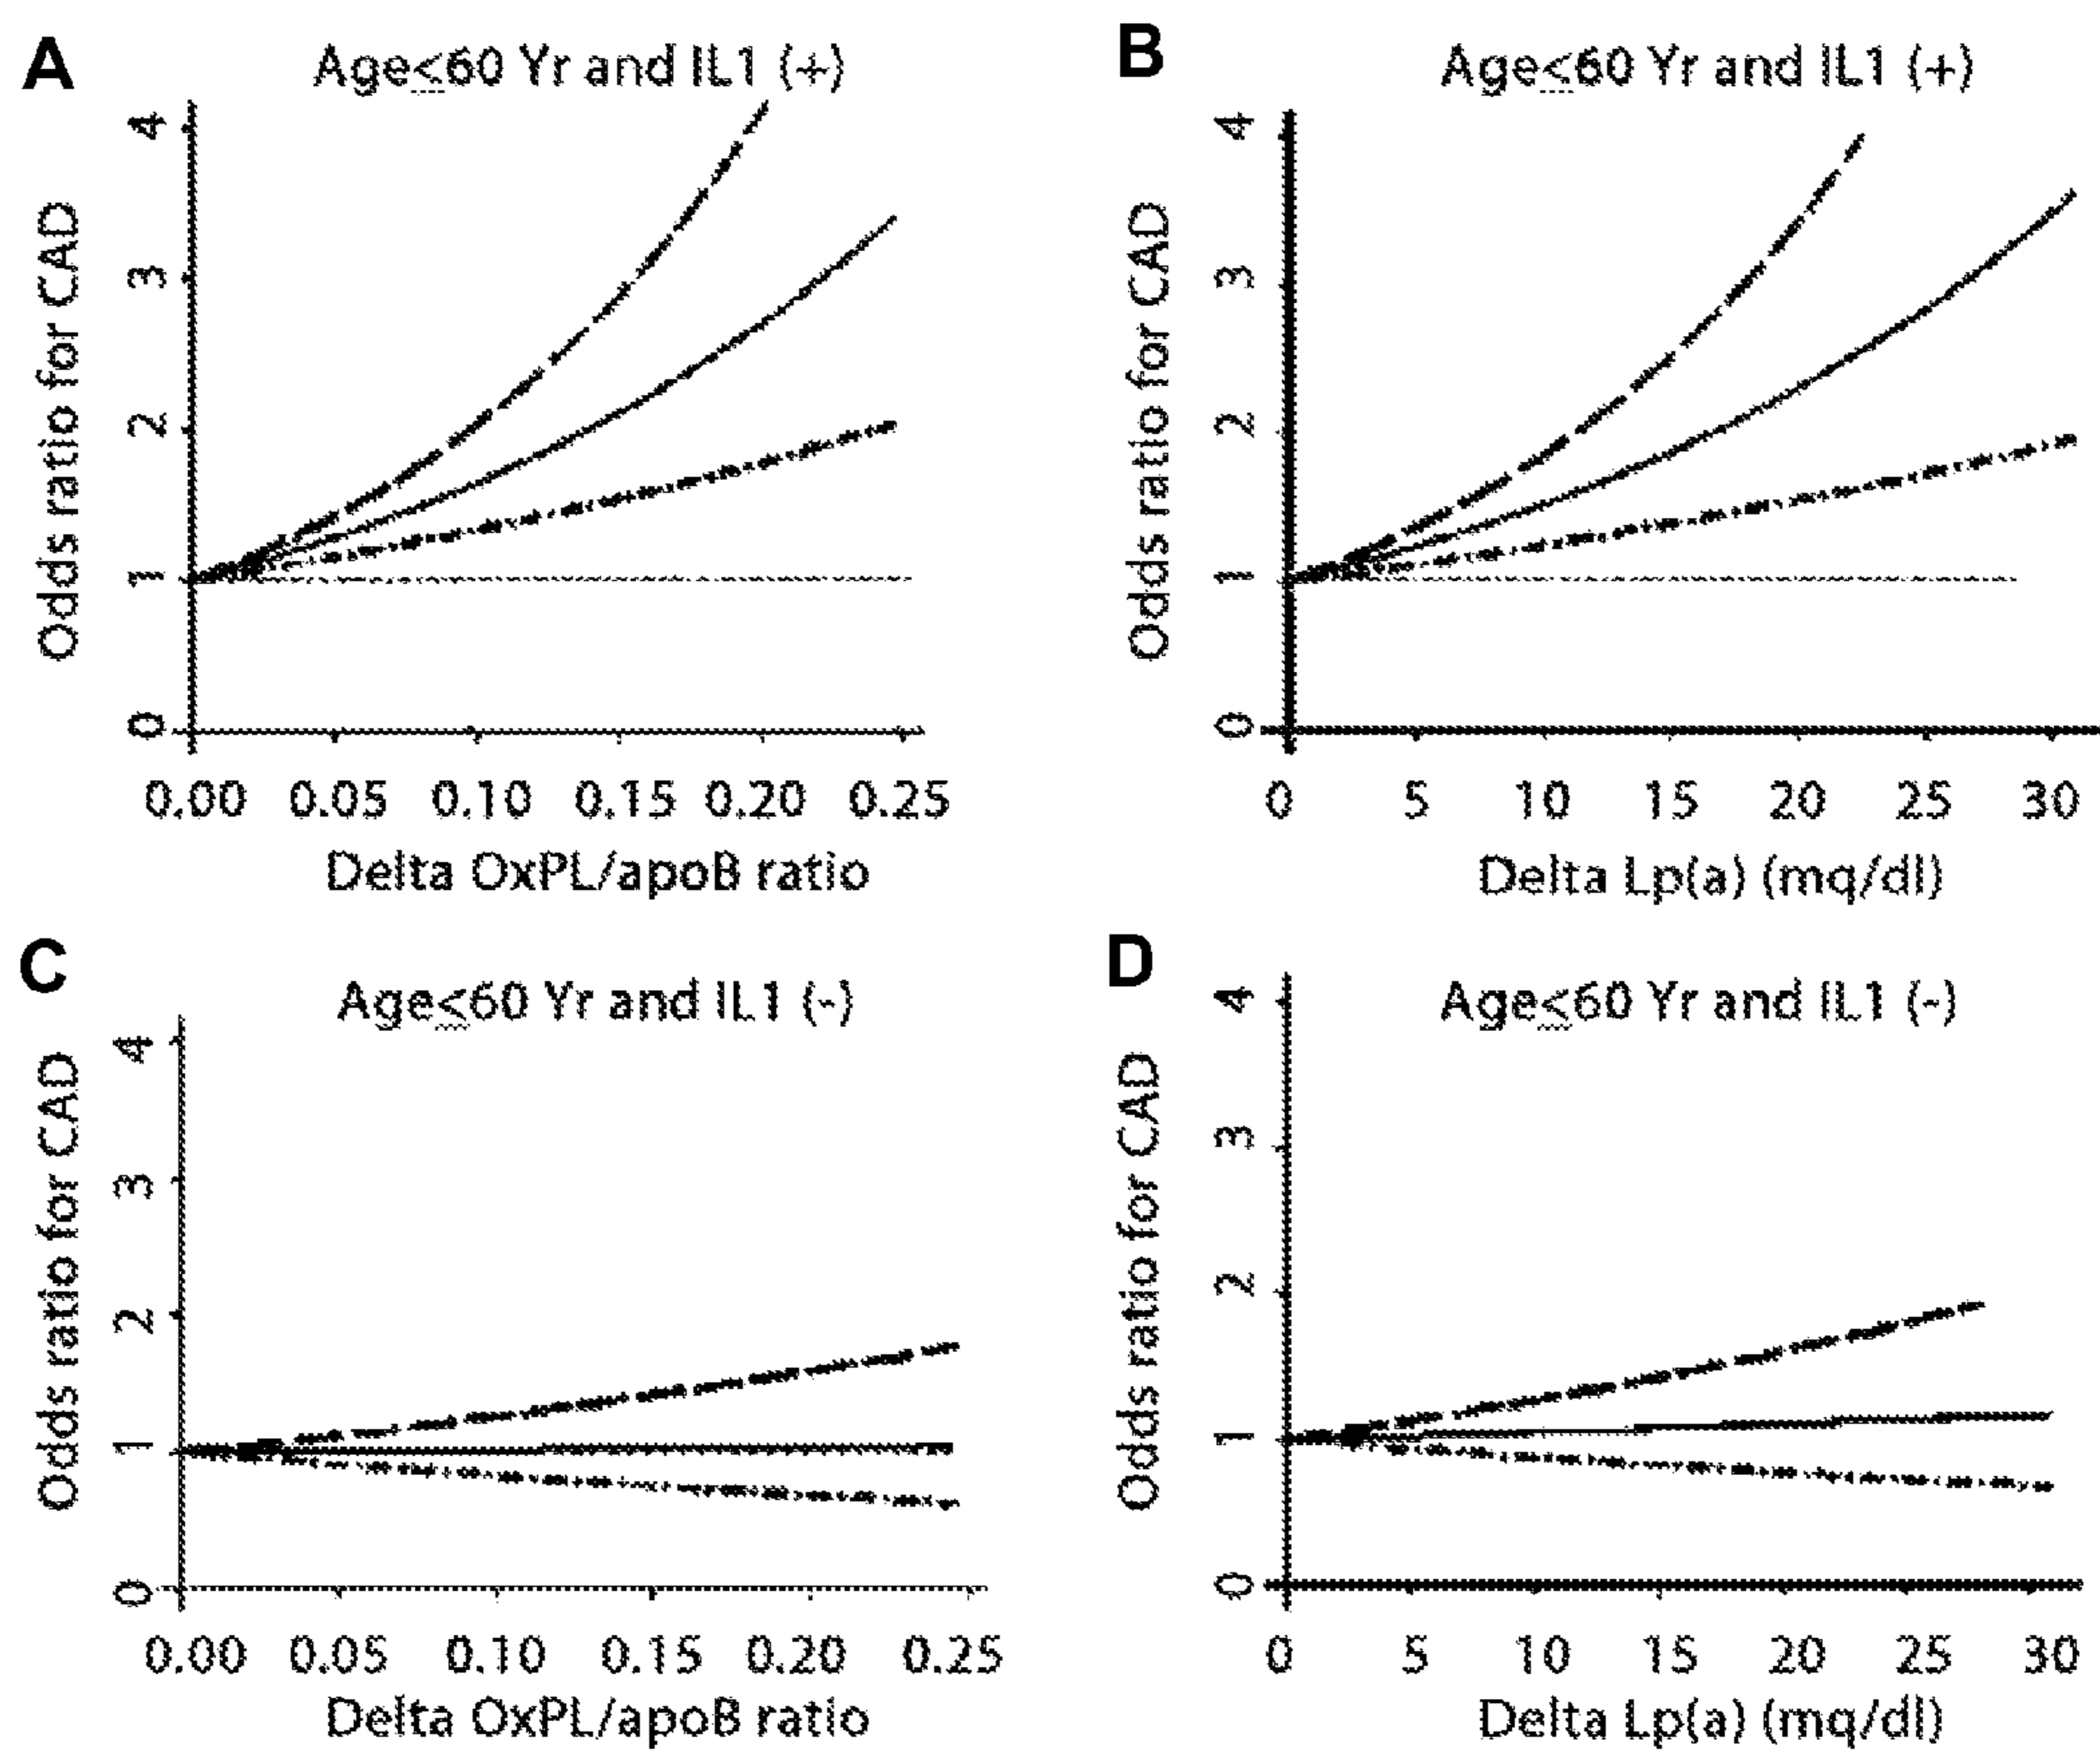 A
Age≤60 Yr and IL1 (+)
Odds ratio for CAD
4
3
2
1
0
0.00 0.05 0.10 0.15 0.20 0.25
Delta OxPL/apoB ratio
B
Age≤60 Yr and IL1 (+)
Odds ratio for CAD
4
3
2
1
0
0 5 10 15 20 25 30
Delta Lp(a) (mq/dl)
C
Age≤60 Yr and IL1 (-)
Odds ratio for CAD
4
3
2
1
0
0.00 0.05 0.10 0.15 0.20 0.25
Delta OxPL/apoB ratio
D
Age≤60 Yr and IL1 (-)
Odds ratio for CAD
4
3
2
1
0
0 5 10 15 20 25 30
Delta Lp(a) (mq/dl)